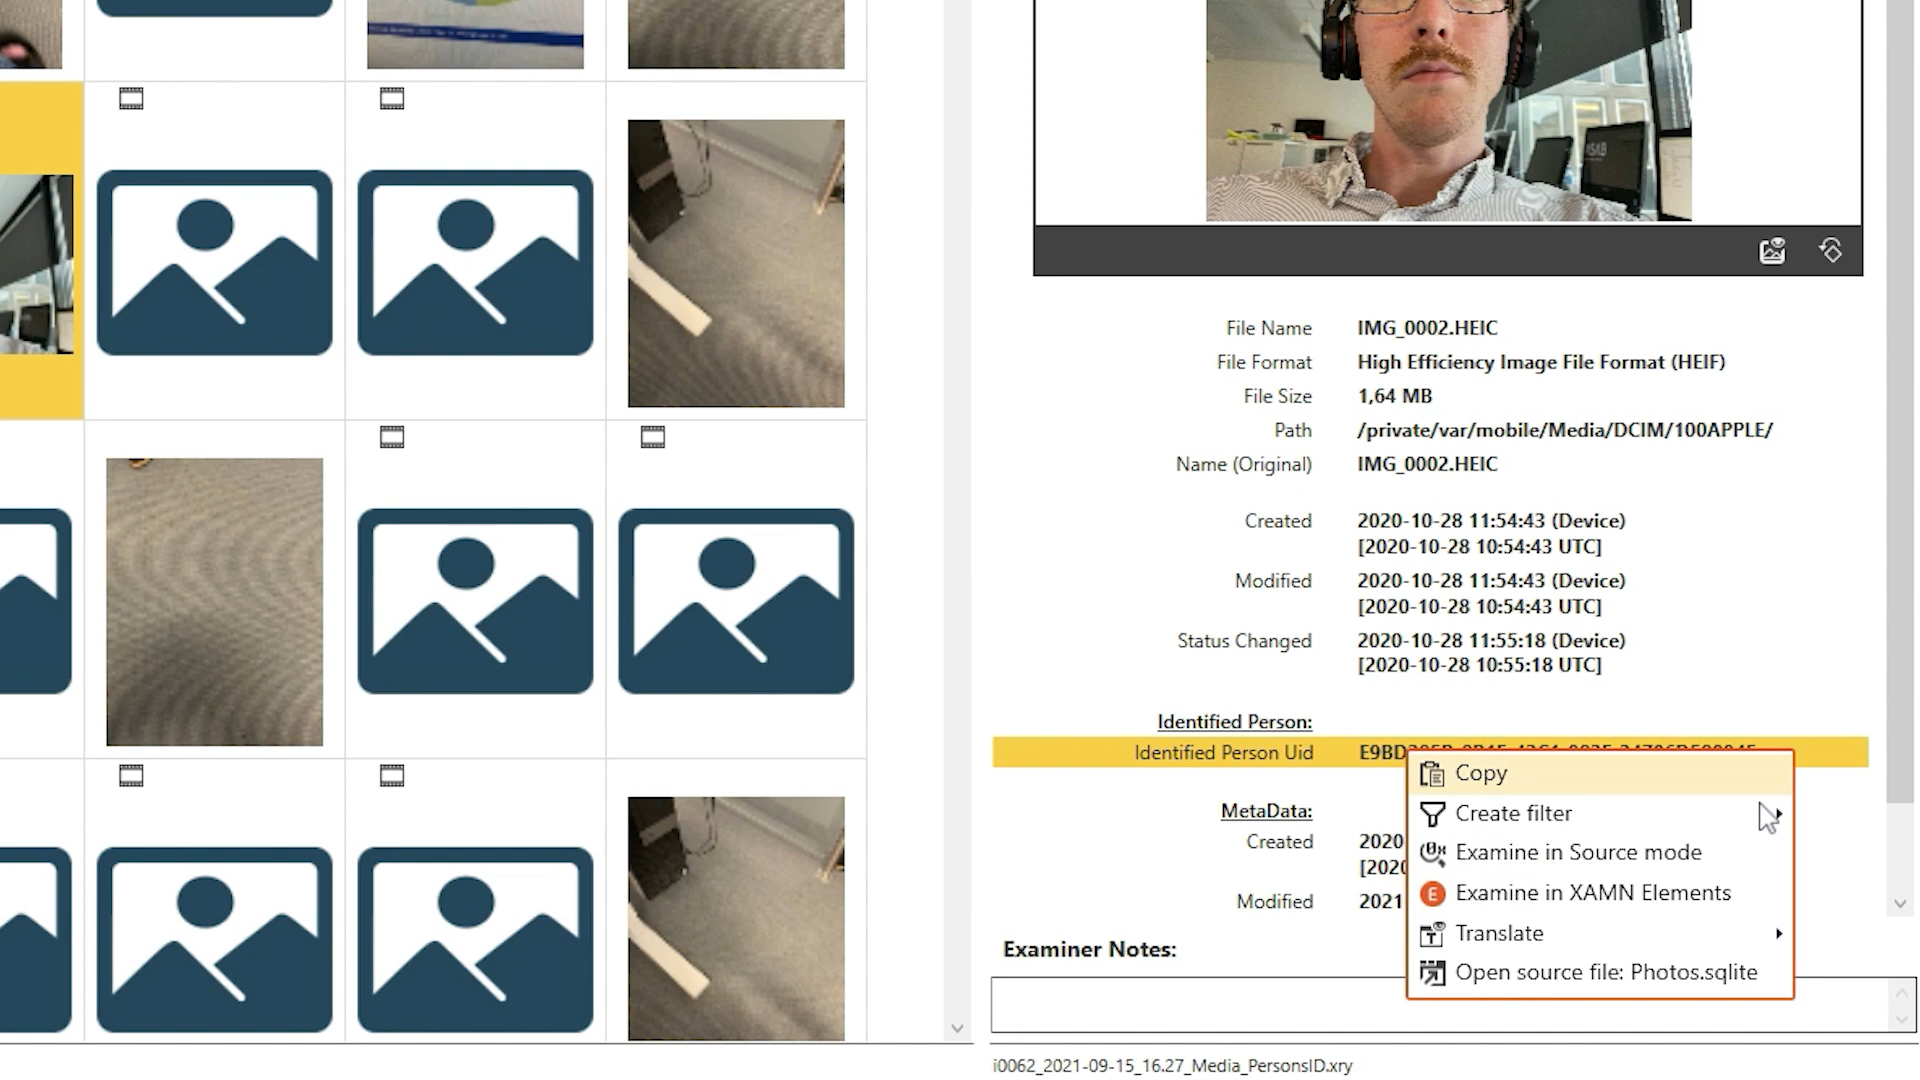 File Name IMG_0002.HEIC
File Format High Efficiency Image File Format (HEIF)
File Size 1,64 MB
Path /private/var/mobile/Media/DCIM/100APPLE/
Name (Original) IMG_0002.HEIC
Created 2020-10-28 11:54:43 (Device)
[2020-10-28 10:54:43 UTC]
Modified 2020-10-28 11:54:43 (Device)
[2020-10-28 10:54:43 UTC]
Status Changed 2020-10-28 11:55:18 (Device)
[2020-10-28 10:55:18 UTC]
Identified Person:
Identified Person Uid
Copy
MetaData:
Create filter
Created 2020
Examine in Source mode
[202
Examine in XAMN Elements
Modified 2021
Translate
Examiner Notes:
Open source file: Photos.sqlite
i0062_2021-09-15_16.27_Media_PersonsID.xry